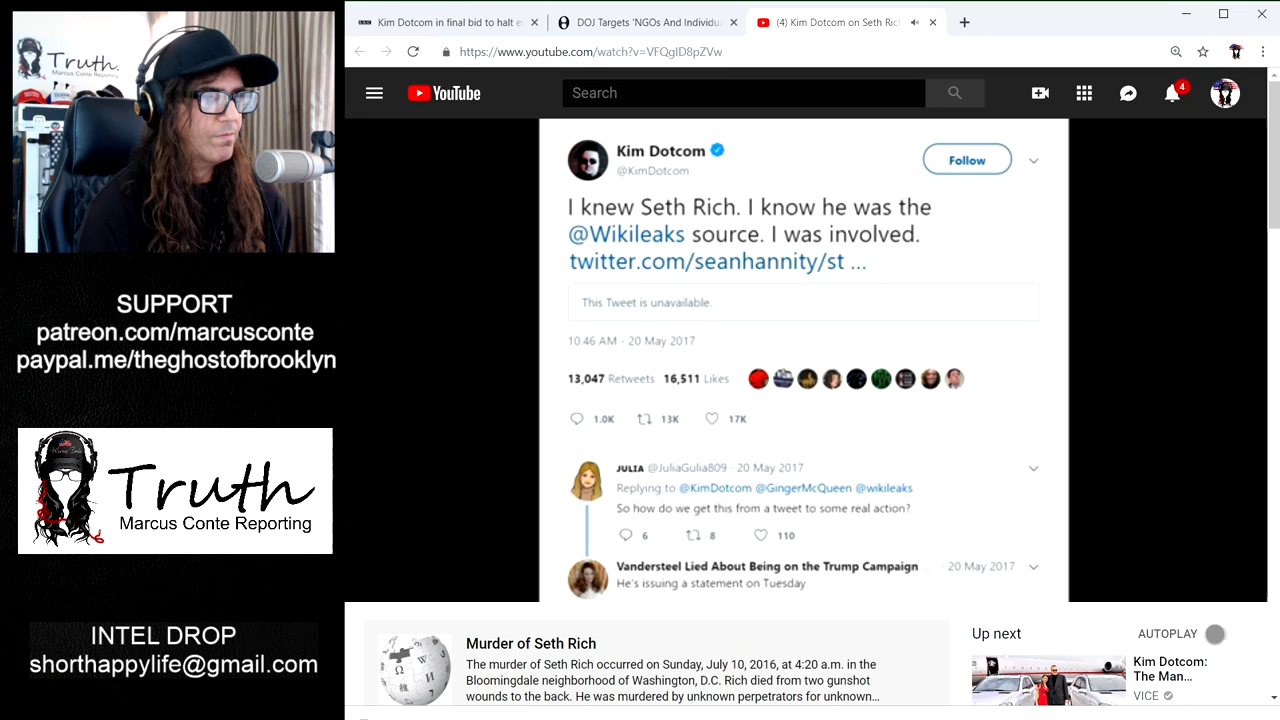 Truth.
Marcus Conte Reporting
SUPPORT
patreon.com/marcusconte
paypal.me/theghostofbrooklyn
Truth
Marcus Conte Reporting
INTEL DROP
shorthappylife@gmail.com
BBC Kim Dotcom in final bid to halt e
DOJ Targets 'NGOs And Individu
(4) Kim Dotcom on Seth Ric
https://www.youtube.com/watch?v=VFQgID8pZVw
YouTube
Search
4
Kim Dotcom
@KimDotcom
Follow
I knew Seth Rich. I know he was the
@Wikileaks source. I was involved.
twitter.com/seanhannity/st ...
This Tweet is unavailable.
10:46 AM - 20 May 2017
13,047 Retweets 16,511 Likes
1.0K 13K 17K
JULIA @JuliaGulia809 · 20 May 2017
Replying to @KimDotcom @GingerMcQueen @wikileaks
So how do we get this from a tweet to some real action?
6 8 110
Vandersteel Lied About Being on the Trump Campaign · 20 May 2017
He's issuing a statement on Tuesday
Murder of Seth Rich
The murder of Seth Rich occurred on Sunday, July 10, 2016, at 4:20 a.m. in the
Bloomingdale neighborhood of Washington, D.C. Rich died from two gunshot
wounds to the back. He was murdered by unknown perpetrators for unknown...
Up next
AUTOPLAY
Kim Dotcom:
The Man...
VICE